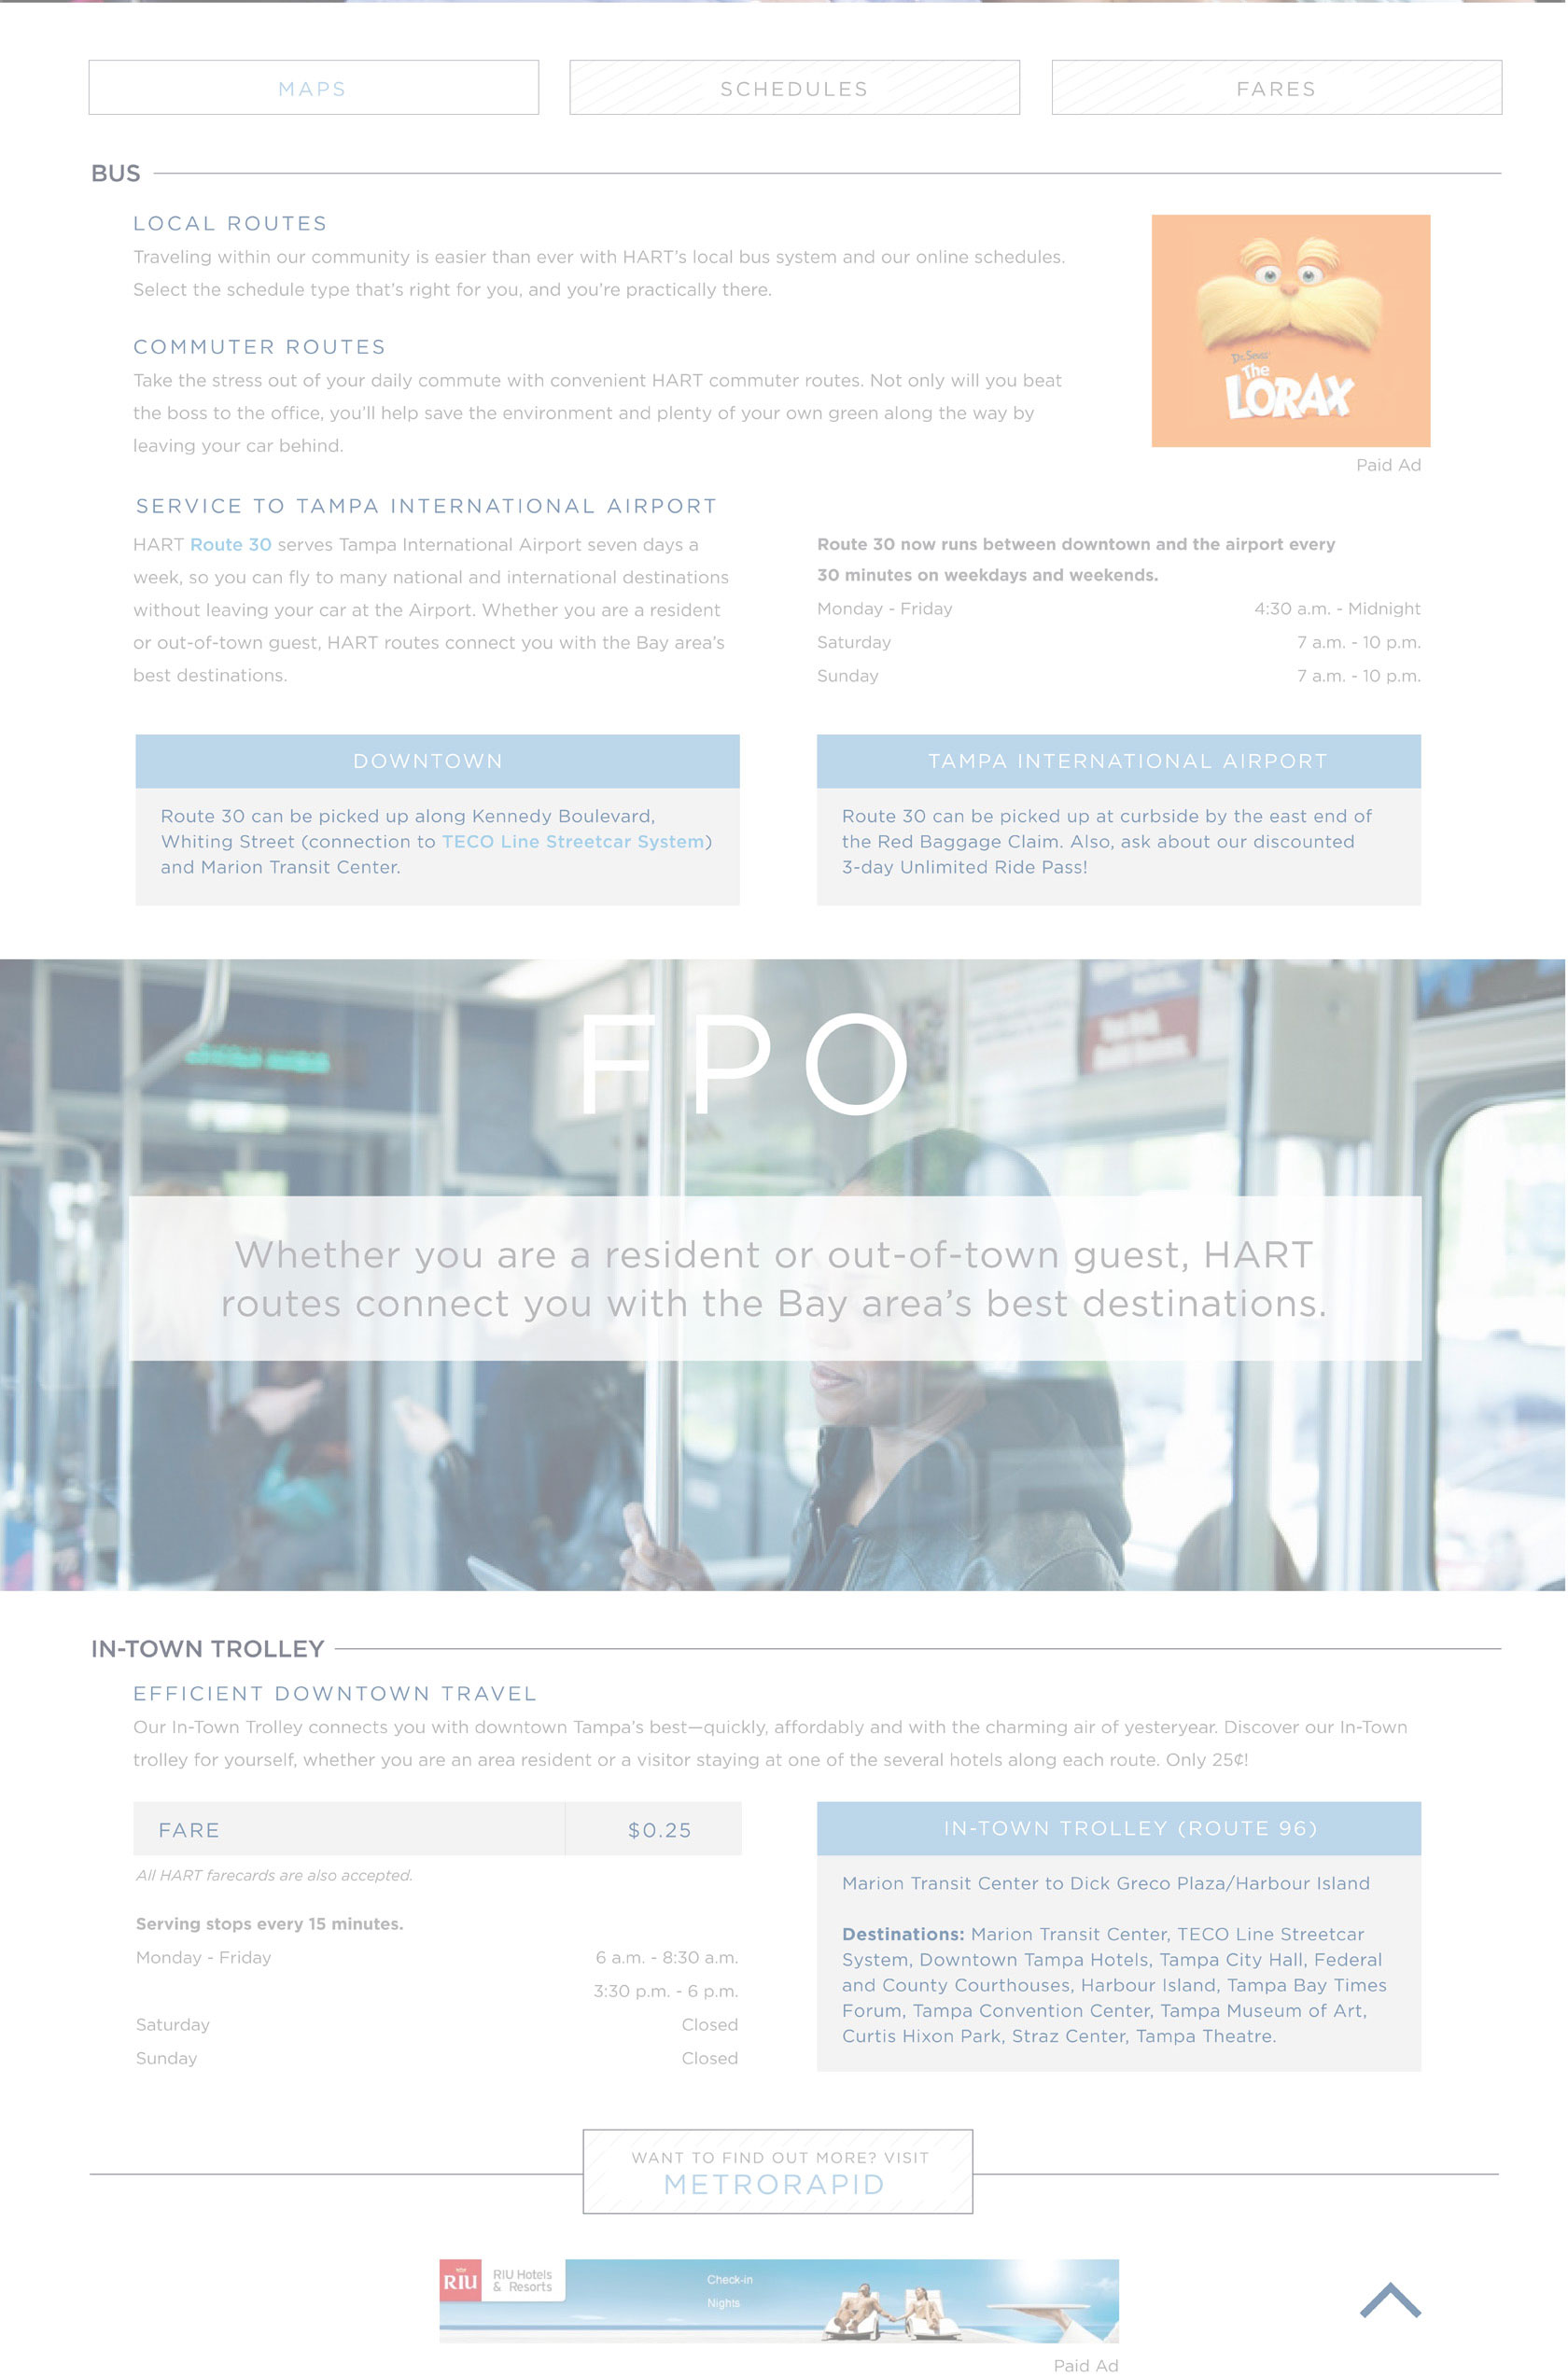 MAPS
SCHEDULES
FARES
BUS
LOCAL ROUTES
Traveling within our community is easier than ever with HART's local bus system and our online schedules.
Select the schedule type that's right for you, and you're practically there.
COMMUTER ROUTES
Take the stress out of your daily commute with convenient HART commuter routes. Not only will you beat
the boss to the office, you'll help save the environment and plenty of your own green along the way by
leaving your car behind.
Dr. Seuss'
The
LORAX
Paid Ad
SERVICE TO TAMPA INTERNATIONAL AIRPORT
HART Route 30 serves Tampa International Airport seven days a
week, so you can fly to many national and international destinations
without leaving your car at the Airport. Whether you are a resident
or out-of-town guest, HART routes connect you with the Bay area's
best destinations.
Route 30 now runs between downtown and the airport every
30 minutes on weekdays and weekends.
Monday - Friday 4:30 a.m. - Midnight
Saturday 7 a.m. - 10 p.m.
Sunday 7 a.m. - 10 p.m.
DOWNTOWN
Route 30 can be picked up along Kennedy Boulevard,
Whiting Street (connection to TECO Line Streetcar System)
and Marion Transit Center.
TAMPA INTERNATIONAL AIRPORT
Route 30 can be picked up at curbside by the east end of
the Red Baggage Claim. Also, ask about our discounted
3-day Unlimited Ride Pass!
FPO
Whether you are a resident or out-of-town guest, HART
routes connect you with the Bay area's best destinations.
IN-TOWN TROLLEY
EFFICIENT DOWNTOWN TRAVEL
Our In-Town Trolley connects you with downtown Tampa's best—quickly, affordably and with the charming air of yesteryear. Discover our In-Town
trolley for yourself, whether you are an area resident or a visitor staying at one of the several hotels along each route. Only 25¢!
FARE $0.25
All HART farecards are also accepted.
Serving stops every 15 minutes.
Monday - Friday 6 a.m. - 8:30 a.m.
3:30 p.m. - 6 p.m.
Saturday Closed
Sunday Closed
IN-TOWN TROLLEY (ROUTE 96)
Marion Transit Center to Dick Greco Plaza/Harbour Island
Destinations: Marion Transit Center, TECO Line Streetcar
System, Downtown Tampa Hotels, Tampa City Hall, Federal
and County Courthouses, Harbour Island, Tampa Bay Times
Forum, Tampa Convention Center, Tampa Museum of Art,
Curtis Hixon Park, Straz Center, Tampa Theatre.
WANT TO FIND OUT MORE? VISIT
METRORAPID
RIU
RIU Hotels
& Resorts
Check-in
Nights
Paid Ad